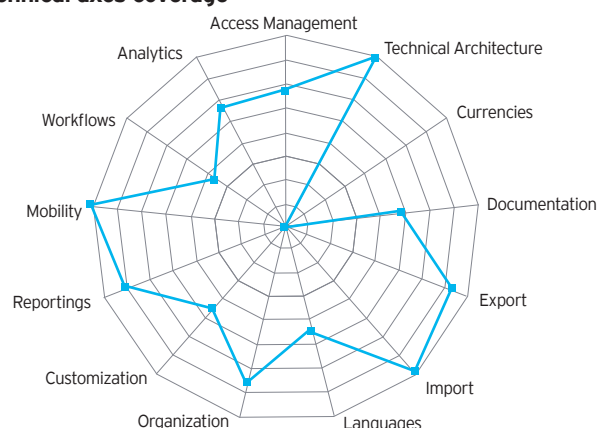 Access Management
Technical Architecture
Analytics
Currencies
Workflows
Documentation
Mobility
Export
Reportings
Import
Customization
Organization
Languages